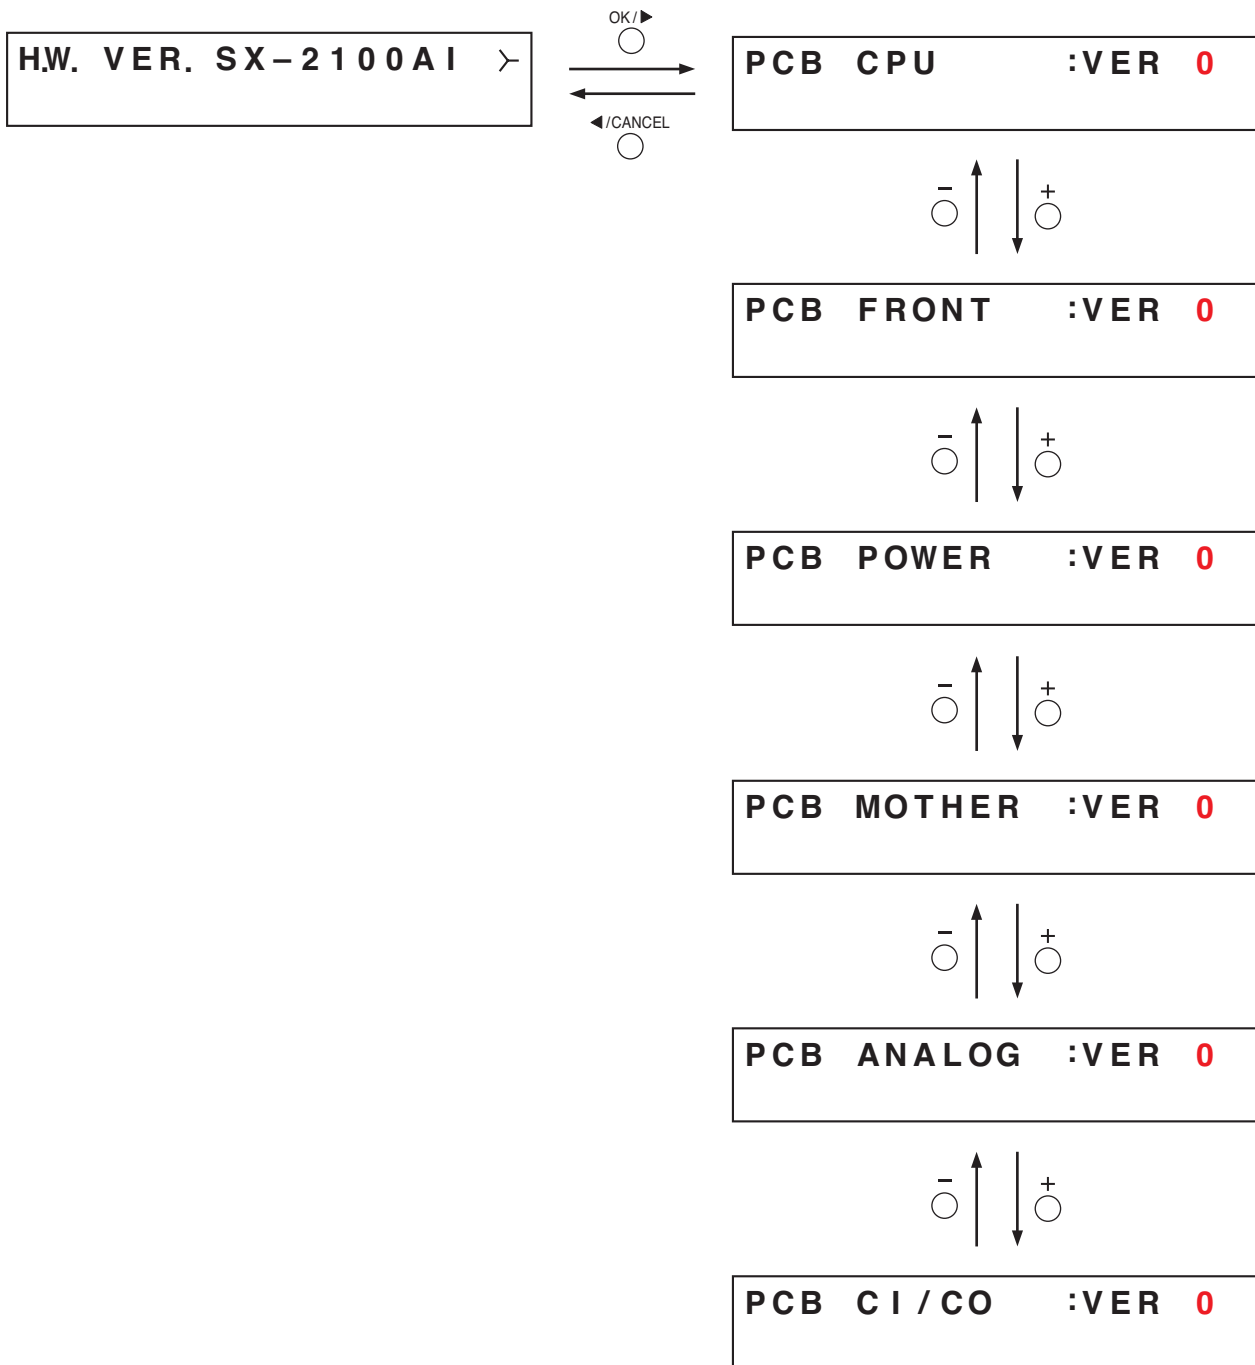 OK/▶
H.W. VER. SX–2100AI >
PCB CPU :VER 0
◀/CANCEL
– +
PCB FRONT :VER 0
– +
PCB POWER :VER 0
– +
PCB MOTHER :VER 0
– +
PCB ANALOG :VER 0
– +
PCB CI/CO :VER 0